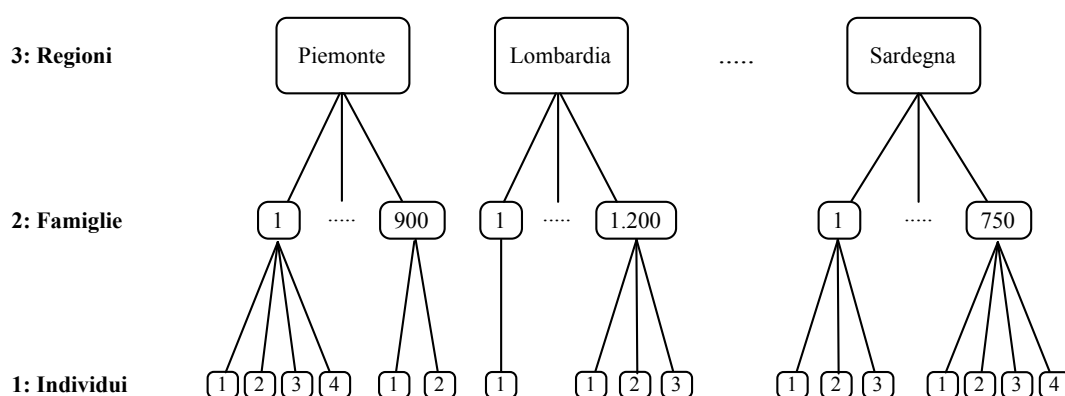 3: Regioni Piemonte Lombardia ..... Sardegna
2: Famiglie 1 ..... 900 1 ..... 1.200 1 ..... 750
1: Individui 1 2 3 4 1 2 1 1 2 3 1 2 3 1 2 3 4